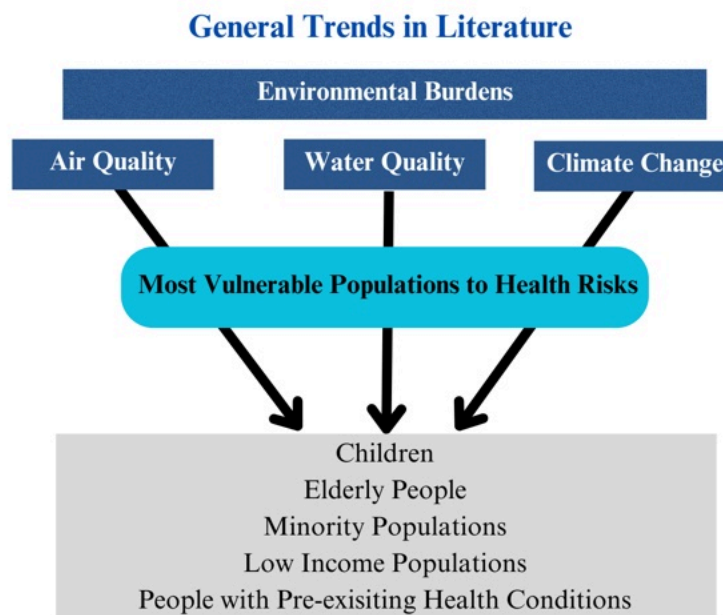 General Trends in Literature
Environmental Burdens
Air Quality
Water Quality
Climate Change
Most Vulnerable Populations to Health Risks
Children
Elderly People
Minority Populations
Low Income Populations
People with Pre-exisiting Health Conditions